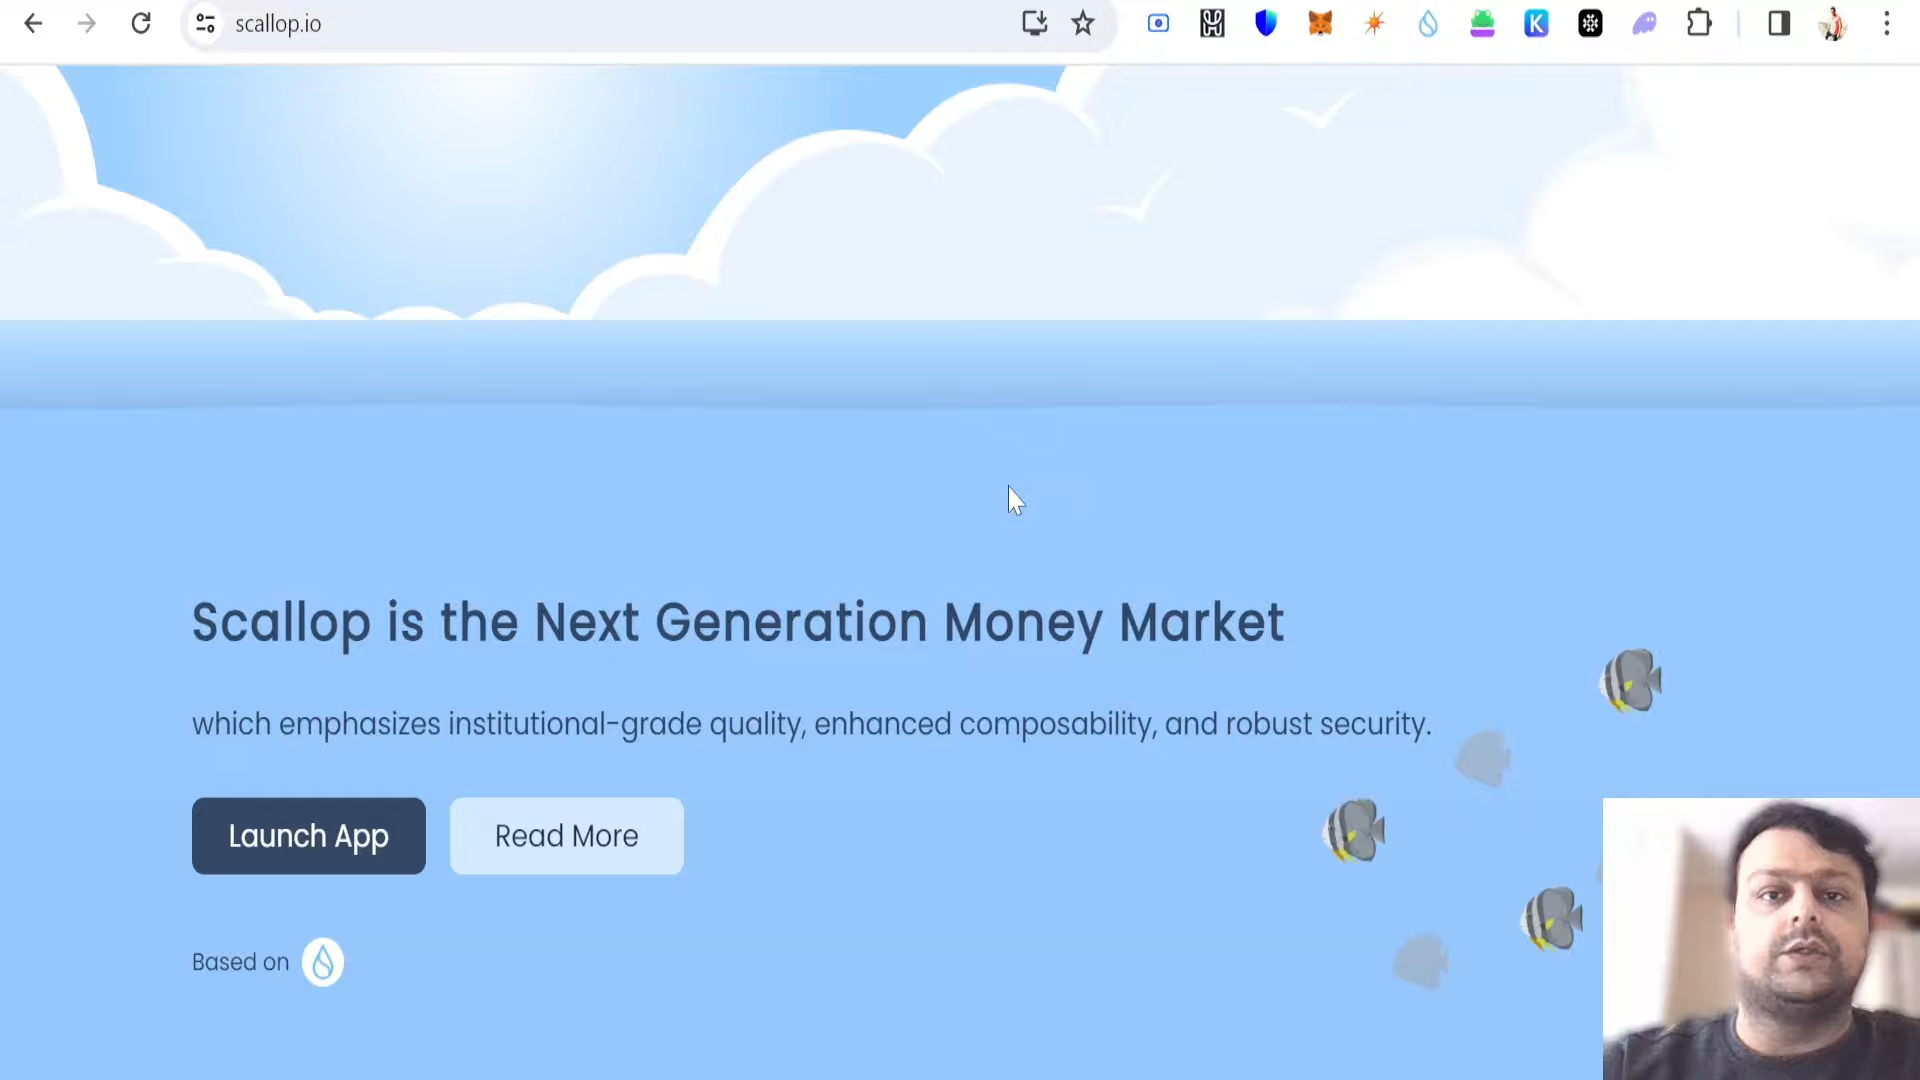 scallop.io
Scallop is the Next Generation Money Market
which emphasizes institutional-grade quality, enhanced composability, and robust security.
Launch App
Read More
Based on